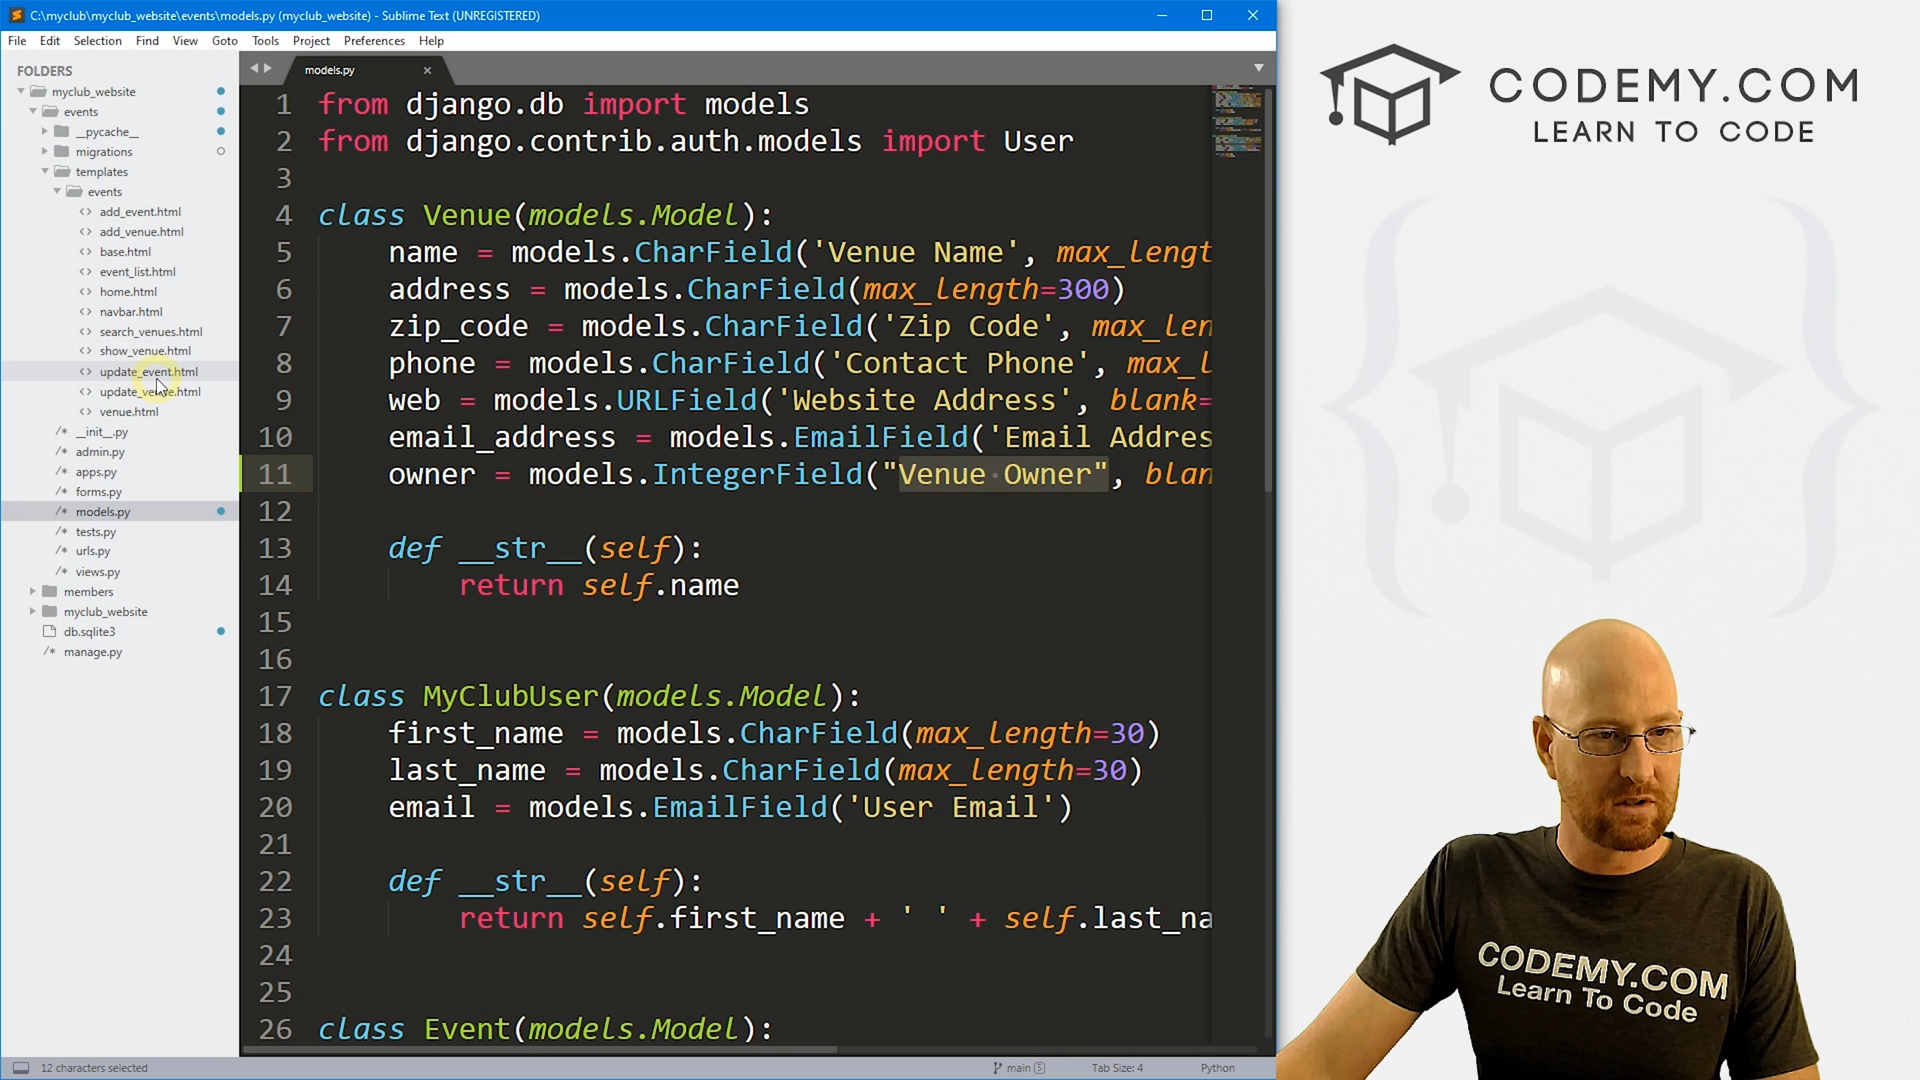 C:\myclub\myclub_website\events\models.py (myclub_website) - Sublime Text (UNREGISTERED)
File Edit Selection Find View Goto Tools Project Preferences Help
FOLDERS
myclub_website
events
__pycache__
migrations
templates
events
add_event.html
add_venue.html
base.html
event_list.html
home.html
navbar.html
search_venues.html
show_venue.html
update_event.html
update_venue.html
venue.html
__init__.py
admin.py
apps.py
forms.py
models.py
tests.py
urls.py
views.py
members
myclub_website
db.sqlite3
manage.py
models.py
1 from django.db import models
2 from django.contrib.auth.models import User
3
4 class Venue(models.Model):
5 name = models.CharField('Venue Name', max_lengt
6 address = models.CharField(max_length=300)
7 zip_code = models.CharField('Zip Code', max_len
8 phone = models.CharField('Contact Phone', max_l
9 web = models.URLField('Website Address', blank=
10 email_address = models.EmailField('Email Addres
11 owner = models.IntegerField("Venue Owner", blan
12
13 def __str__(self):
14 return self.name
15
16
17 class MyClubUser(models.Model):
18 first_name = models.CharField(max_length=30)
19 last_name = models.CharField(max_length=30)
20 email = models.EmailField('User Email')
21
22 def __str__(self):
23 return self.first_name + ' ' + self.last_na
24
25
26 class Event(models.Model):
12 characters selected
main 5
Tab Size: 4
Python
CODEMY.COM
LEARN TO CODE
CODEMY.COM
Learn To Code